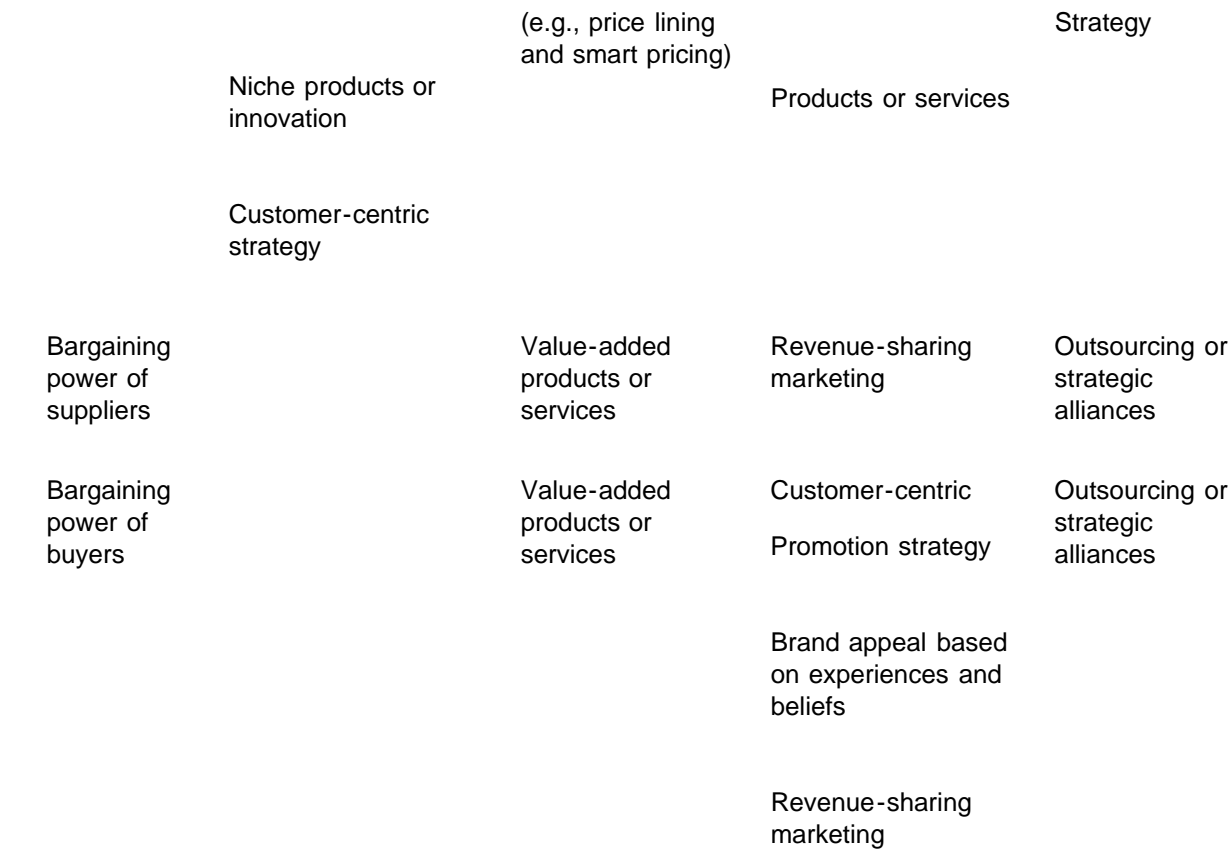 (e.g., price lining
and smart pricing)
Strategy
Niche products or
innovation
Products or services
Customer-centric
strategy
Bargaining
power of
suppliers
Value-added
products or
services
Revenue-sharing
marketing
Outsourcing or
strategic
alliances
Bargaining
power of
buyers
Value-added
products or
services
Customer-centric
Promotion strategy
Outsourcing or
strategic
alliances
Brand appeal based
on experiences and
beliefs
Revenue-sharing
marketing